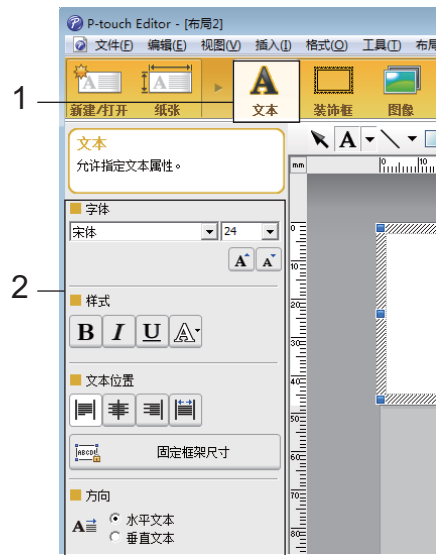 P-touch Editor - [布局2]
文件(F) 编辑(E) 视图(V) 插入(I) 格式(O) 工具(T) 布局
1
新建/打开 纸张 文本 装饰框 图像
文本
允许指定文本属性。
A
mm 0 10
字体
宋体 24
A A
2
样式
B I U A
文本位置
ABCDE 固定框架尺寸
方向
A 水平文本
垂直文本
0
10
20
30
40
50
60
70
80